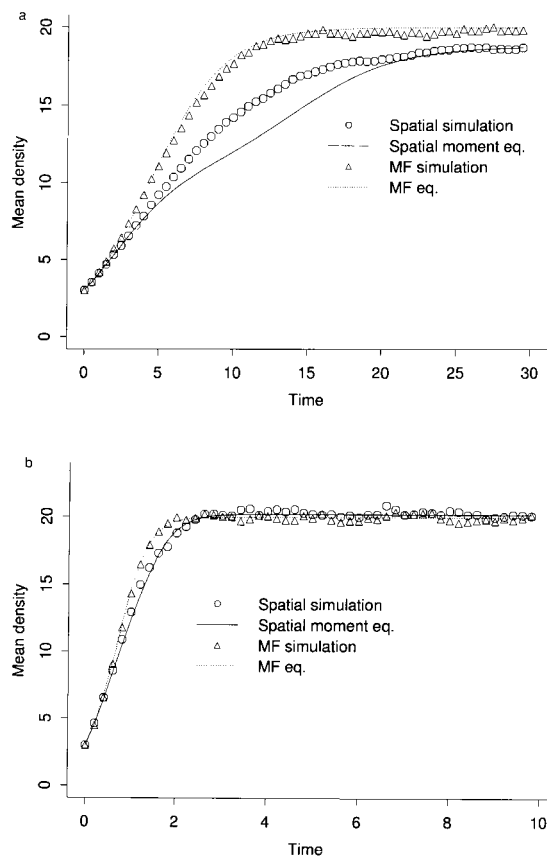 a
20
15
10
5
0
Mean density
Spatial simulation
Spatial moment eq.
MF simulation
MF eq.
0 5 10 15 20 25 30
Time
b
20
15
10
5
0
Mean density
Spatial simulation
Spatial moment eq.
MF simulation
MF eq.
0 2 4 6 8 10
Time